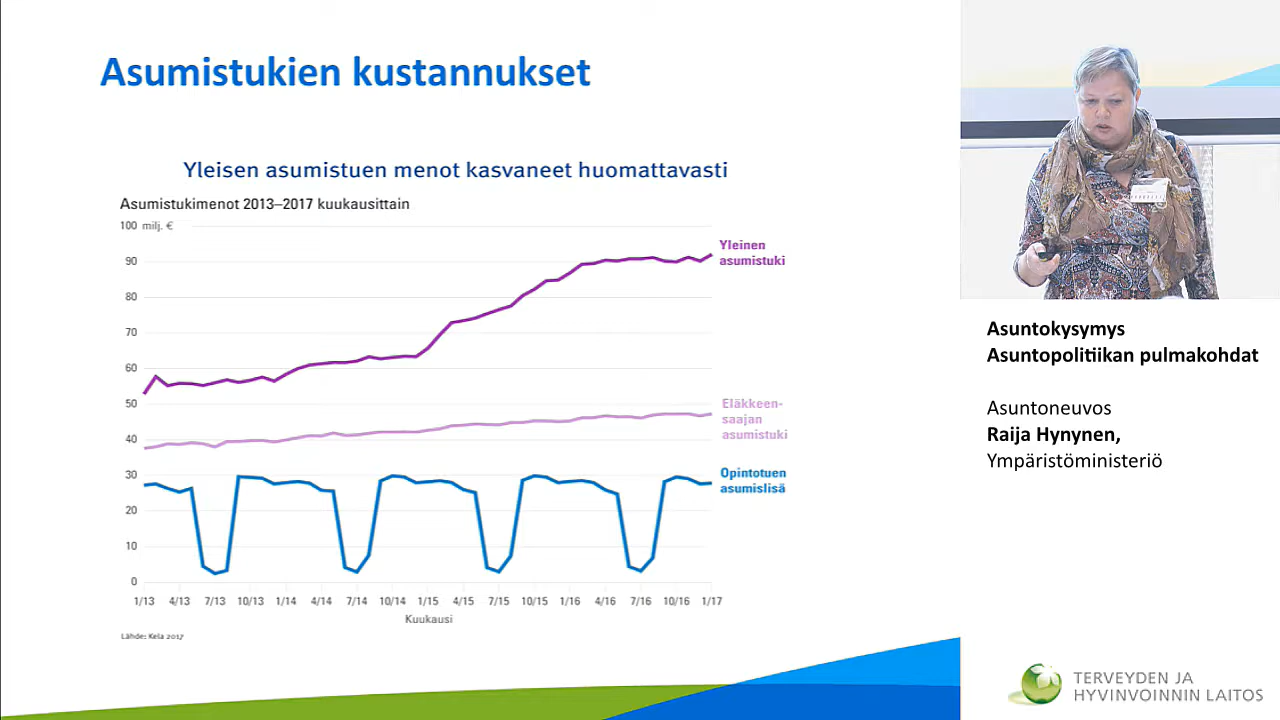 Asumistukien kustannukset
Yleisen asumistuen menot kasvaneet huomattavasti
Asumistukimenot 2013–2017 kuukausittain
100 milj. €
90
80
70
60
50
40
30
20
10
0
Yleinen
asumistuki
Eläkkeen-
saajan
asumistuki
Opintotuen
asumislisä
1/13 4/13 7/13 10/13 1/14 4/14 7/14 10/14 1/15 4/15 7/15 10/15 1/16 4/16 7/16 10/16 1/17
Kuukausi
Lähde: Kela 2017
Asuntokysymys
Asuntopolitiikan pulmakohdat
Asuntoneuvos
Raija Hynynen,
Ympäristöministeriö
TERVEYDEN JA
HYVINVOINNIN LAITOS